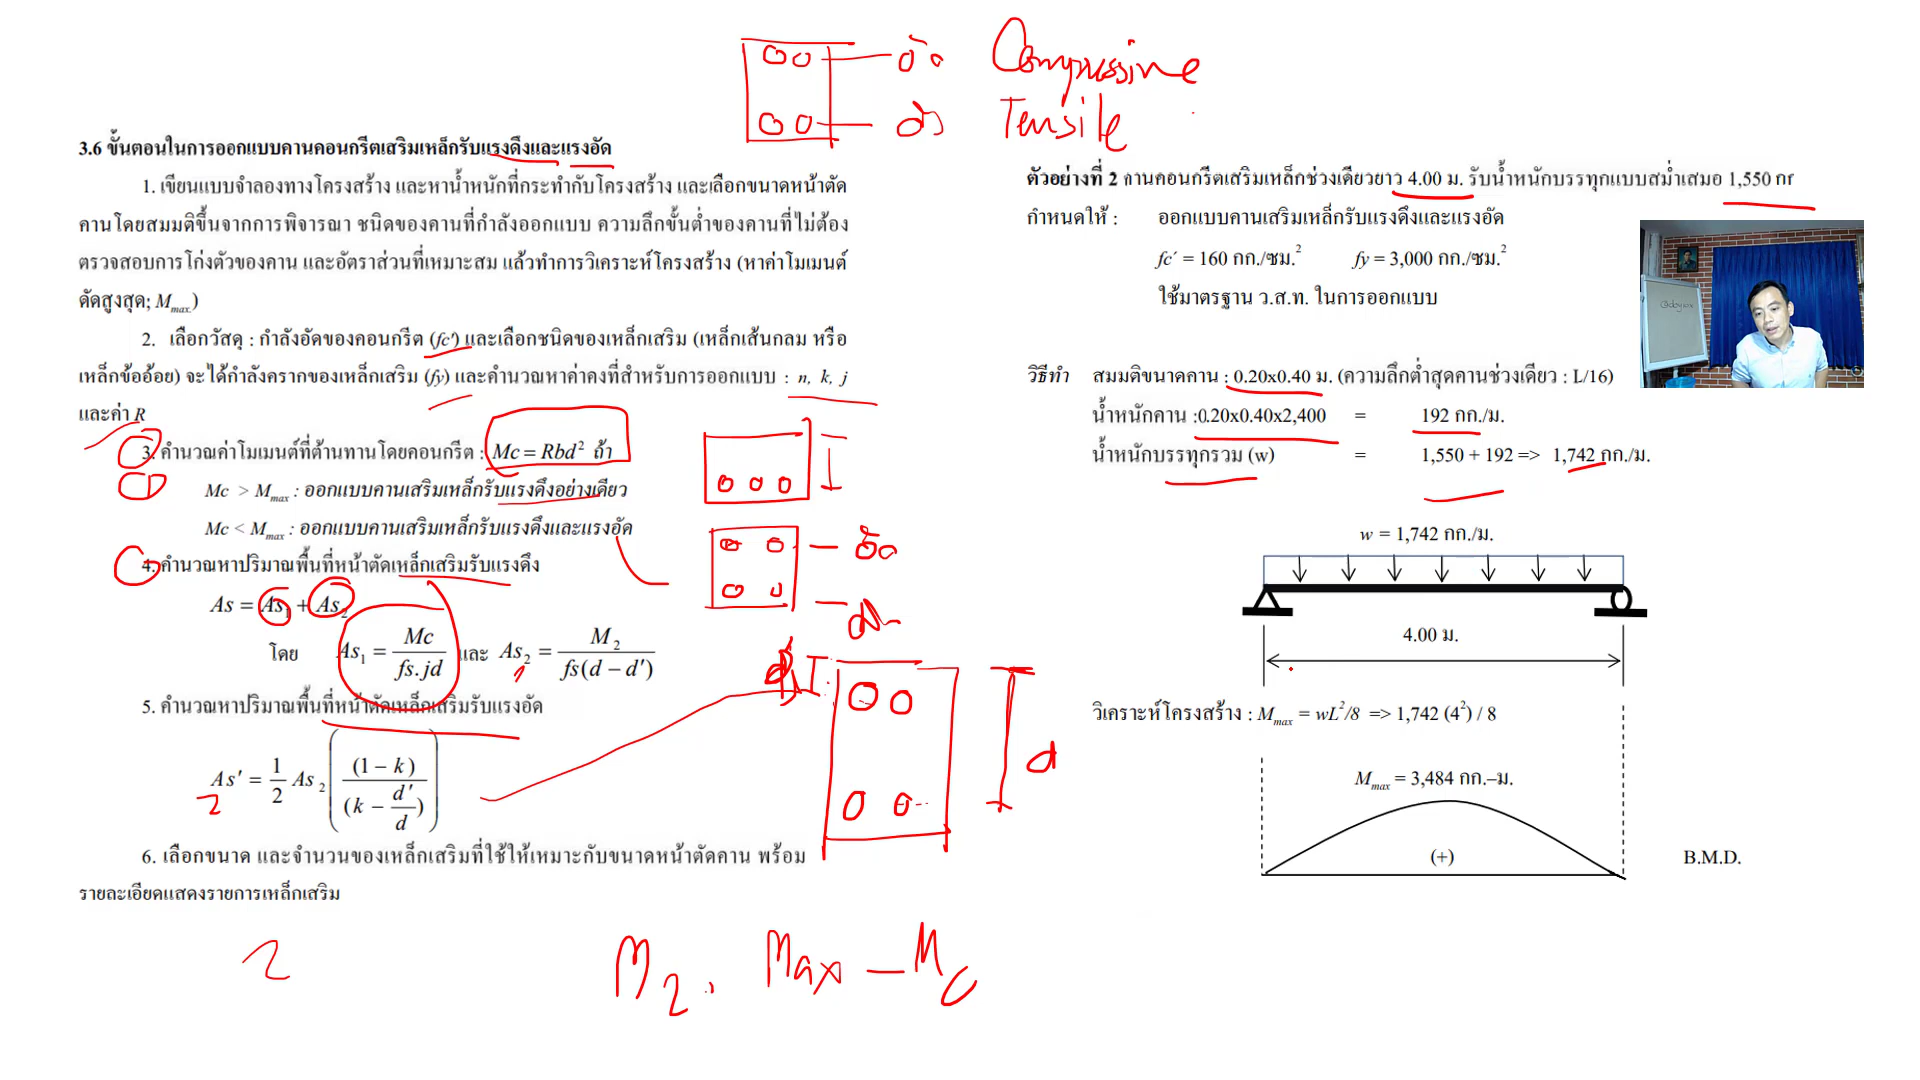 อัด Compressive
ดึง Tensile
3.6 ขั้นตอนในการออกแบบคานคอนกรีตเสริมเหล็กรับแรงดึงและแรงอัด
1. เขียนแบบจำลองทางโครงสร้าง และหาน้ำหนักที่กระทำกับโครงสร้าง และเลือกขนาดหน้าตัด
คานโดยสมมติขึ้นจากการพิจารณา ชนิดของคานที่กำลังออกแบบ ความลึกขั้นต่ำของคานที่ไม่ต้อง
ตรวจสอบการโก่งตัวของคาน และอัตราส่วนที่เหมาะสม แล้วทำการวิเคราะห์โครงสร้าง (หาค่าโมเมนต์
ดัดสูงสุด; Mmax.)
2. เลือกวัสดุ : กำลังอัดของคอนกรีต (fc') และเลือกชนิดของเหล็กเสริม (เหล็กเส้นกลม หรือ
เหล็กข้ออ้อย) จะได้กำลังครากของเหล็กเสริม (fy) และคำนวณหาค่าคงที่สำหรับการออกแบบ : n, k, j
และค่า R
3. คำนวณค่าโมเมนต์ที่ต้านทานโดยคอนกรีต : Mc = Rbd² ถ้า
Mc > Mmax : ออกแบบคานเสริมเหล็กรับแรงดึงอย่างเดียว
Mc < Mmax : ออกแบบคานเสริมเหล็กรับแรงดึงและแรงอัด
อัด
4. คำนวณหาปริมาณพื้นที่หน้าตัดเหล็กเสริมรับแรงดึง
As = As₁ + As₂
โดย As₁ = Mc / fs.jd และ As₂ = M₂ / fs(d – d')
d
5. คำนวณหาปริมาณพื้นที่หน้าตัดเหล็กเสริมรับแรงอัด
As' = 1/2 As₂ ( (1 – k) / (k – d'/d) )
2
6. เลือกขนาด และจำนวนของเหล็กเสริมที่ใช้ให้เหมาะกับขนาดหน้าตัดคาน พร้อม
รายละเอียดแสดงรายการเหล็กเสริม
2
M₂ . Max – Mc
ตัวอย่างที่ 2 คานคอนกรีตเสริมเหล็กช่วงเดียวยาว 4.00 ม. รับน้ำหนักบรรทุกแบบสม่ำเสมอ 1,550 กก
กำหนดให้ : ออกแบบคานเสริมเหล็กรับแรงดึงและแรงอัด
fc' = 160 กก./ซม.² fy = 3,000 กก./ซม.²
ใช้มาตรฐาน ว.ส.ท. ในการออกแบบ
วิธีทำ สมมติขนาดคาน : 0.20x0.40 ม. (ความลึกต่ำสุดคานช่วงเดียว : L/16)
น้ำหนักคาน :0.20x0.40x2,400 = 192 กก./ม.
น้ำหนักบรรทุกรวม (w) = 1,550 + 192 => 1,742 กก./ม.
w = 1,742 กก./ม.
4.00 ม.
วิเคราะห์โครงสร้าง : Mmax = wL²/8 => 1,742 (4²) / 8
Mmax = 3,484 กก.–ม.
(+) B.M.D.